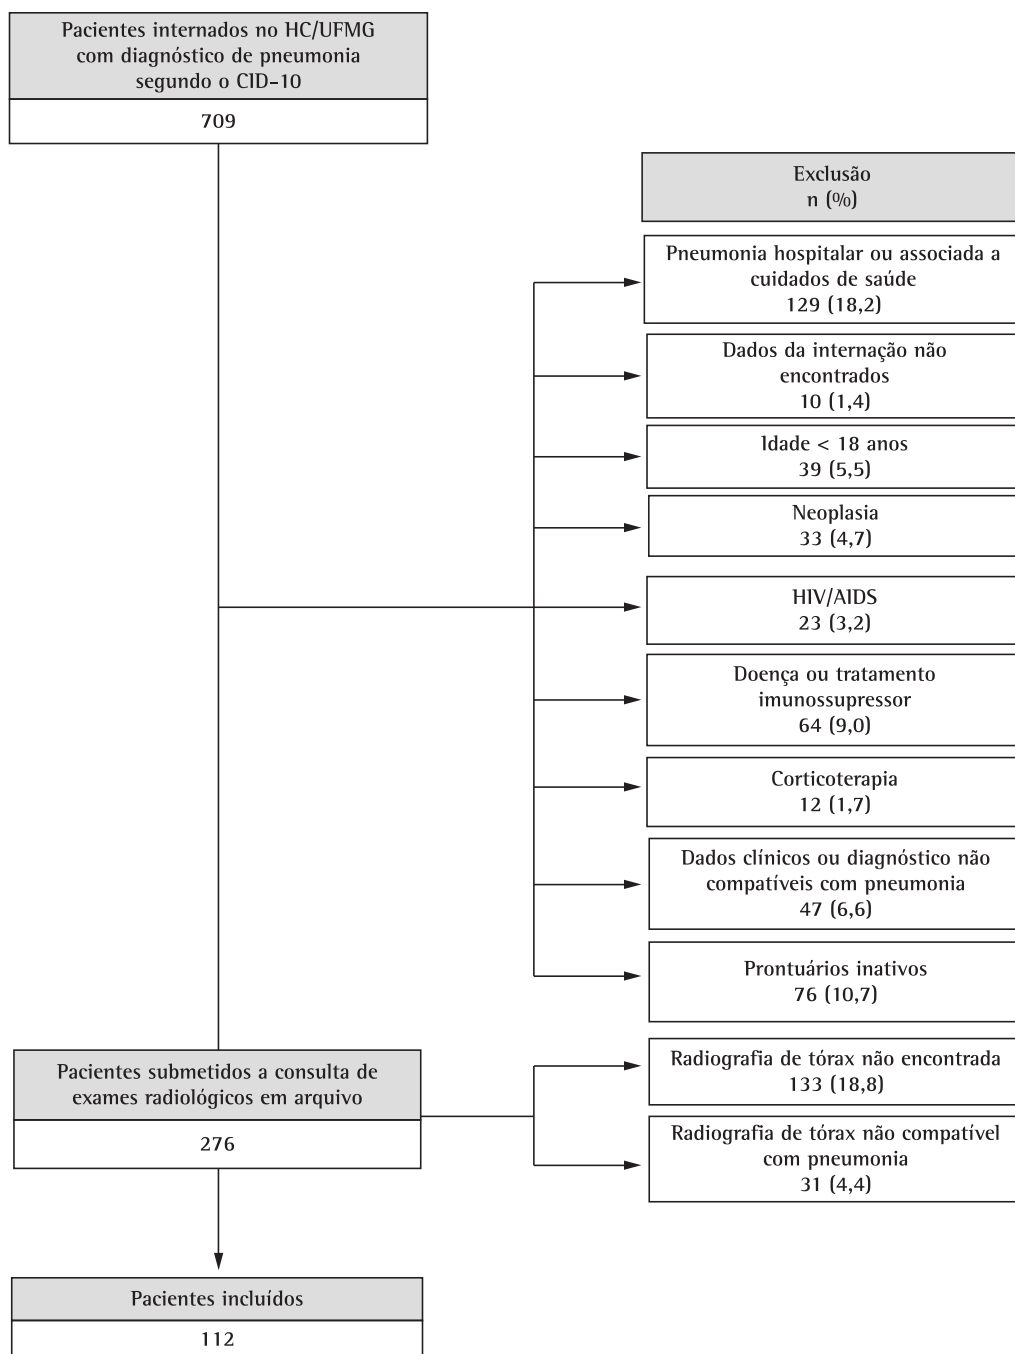 Pacientes internados no HC/UFMG
com diagnóstico de pneumonia
segundo o CID-10
709
Exclusão
n (%)
Pneumonia hospitalar ou associada a
cuidados de saúde
129 (18,2)
Dados da internação não
encontrados
10 (1,4)
Idade < 18 anos
39 (5,5)
Neoplasia
33 (4,7)
HIV/AIDS
23 (3,2)
Doença ou tratamento
imunossupressor
64 (9,0)
Corticoterapia
12 (1,7)
Dados clínicos ou diagnóstico não
compatíveis com pneumonia
47 (6,6)
Prontuários inativos
76 (10,7)
Pacientes submetidos a consulta de
exames radiológicos em arquivo
276
Radiografia de tórax não encontrada
133 (18,8)
Radiografia de tórax não compatível
com pneumonia
31 (4,4)
Pacientes incluídos
112